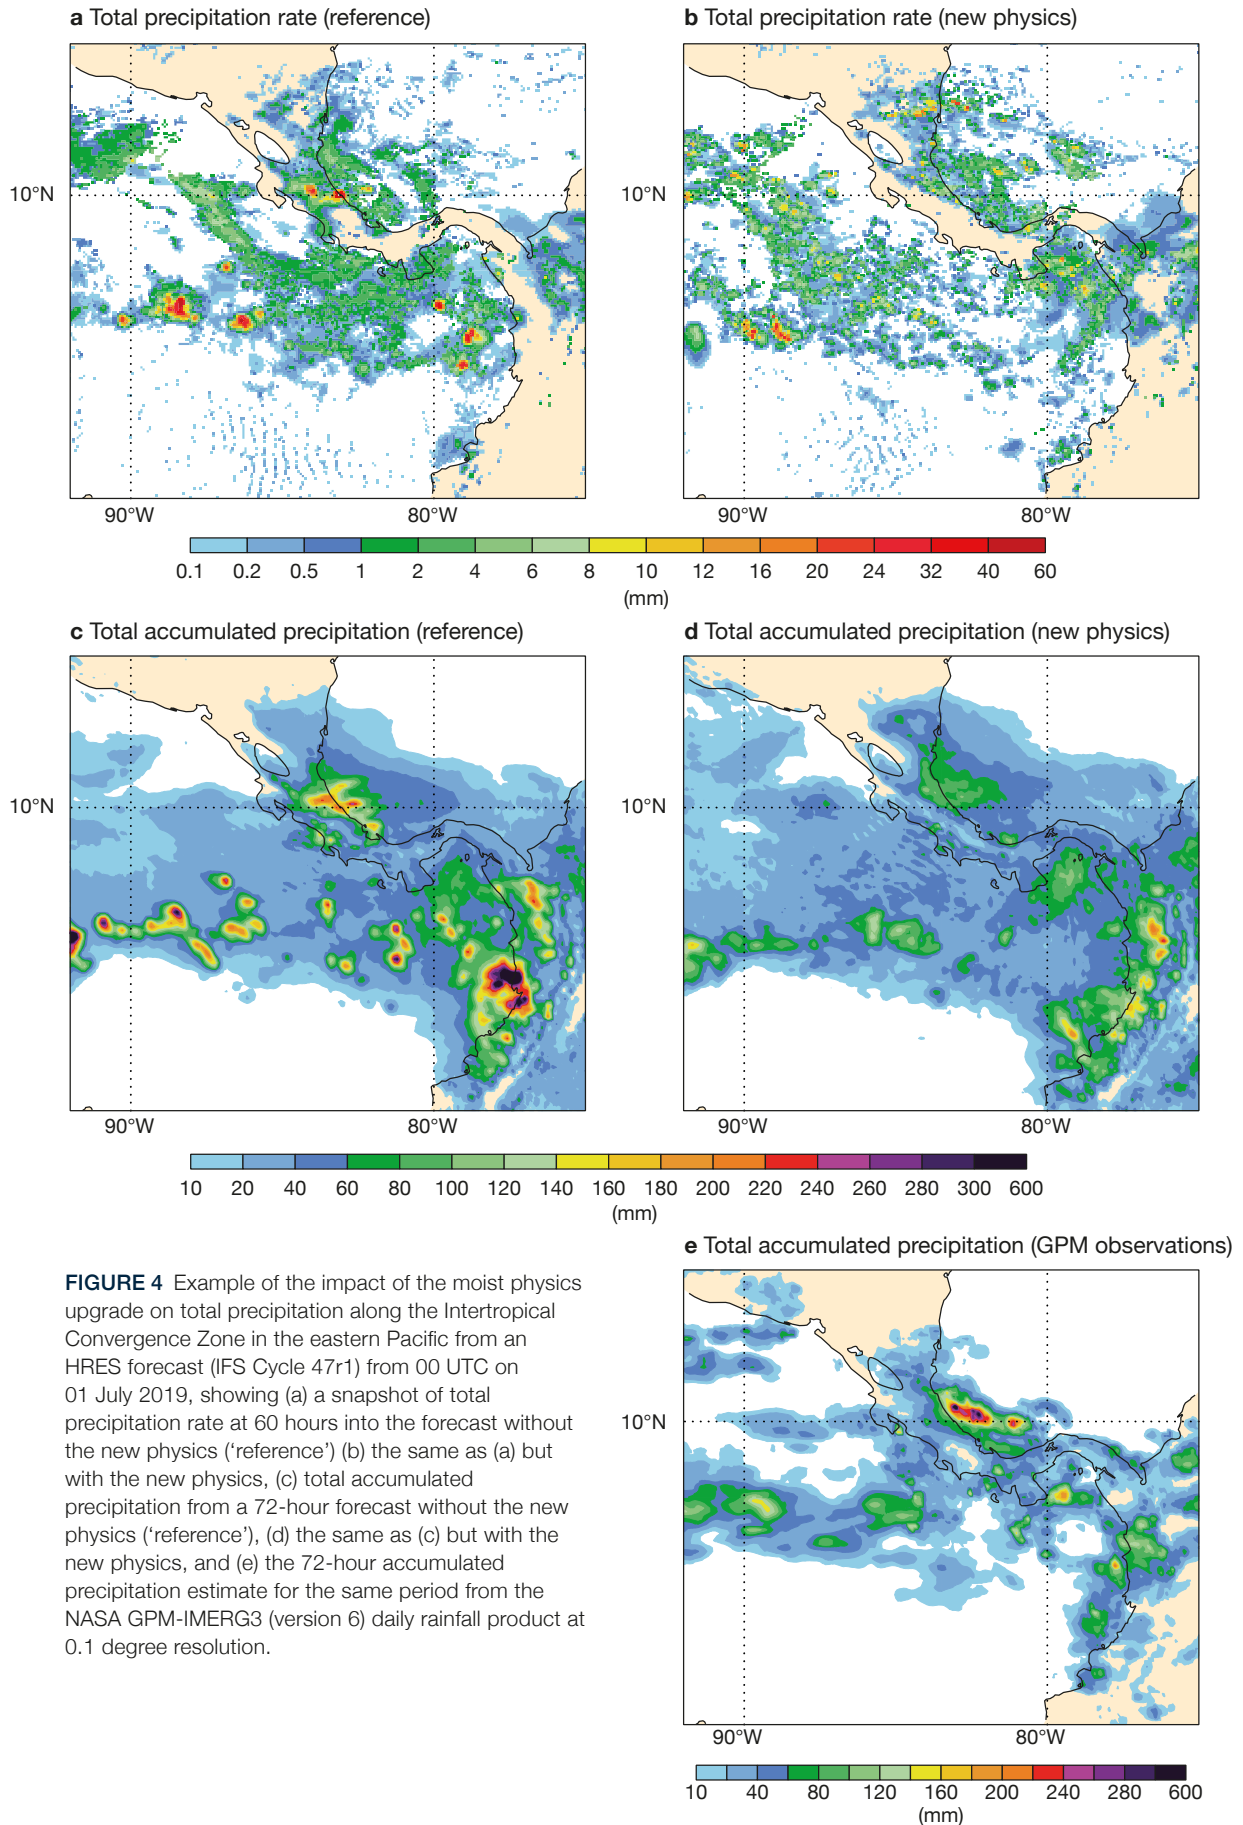 a Total precipitation rate (reference)
b Total precipitation rate (new physics)
10°N
10°N
90°W
80°W
90°W
80°W
0.1 0.2 0.5 1 2 4 6 8 10 12 16 20 24 32 40 60
(mm)
c Total accumulated precipitation (reference)
d Total accumulated precipitation (new physics)
10°N
10°N
90°W
80°W
90°W
80°W
10 20 40 60 80 100 120 140 160 180 200 220 240 260 280 300 600
(mm)
e Total accumulated precipitation (GPM observations)
10°N
90°W
80°W
10 40 80 120 160 200 240 280 600
(mm)
FIGURE 4 Example of the impact of the moist physics
upgrade on total precipitation along the Intertropical
Convergence Zone in the eastern Pacific from an
HRES forecast (IFS Cycle 47r1) from 00 UTC on
01 July 2019, showing (a) a snapshot of total
precipitation rate at 60 hours into the forecast without
the new physics (‘reference’) (b) the same as (a) but
with the new physics, (c) total accumulated
precipitation from a 72-hour forecast without the new
physics (‘reference’), (d) the same as (c) but with the
new physics, and (e) the 72-hour accumulated
precipitation estimate for the same period from the
NASA GPM-IMERG3 (version 6) daily rainfall product at
0.1 degree resolution.